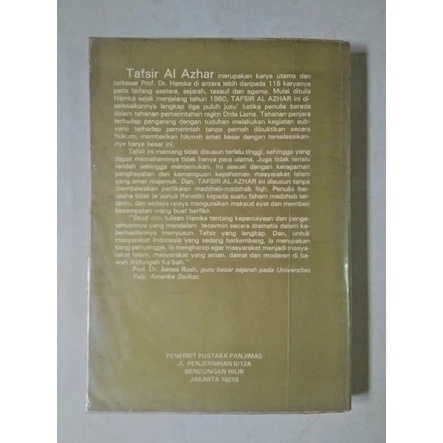 Tafsir Al Azhar merupakan karya utama dan
terbesar Prof. Dr. Hamka di antara lebih daripada 115 karyanya
pada bidang sastera, sejarah, tasauf dan agama. Mulai ditulis
Hamka sejak menjelang tahun 1960, TAFSIR AL AZHAR ini di-
selesaikannya lengkap tiga puluh juzu' ketika penulis berada
dalam tahanan pemerintahan regim Orde Lama. Tahanan penjara
terhadap pengarang dengan tuduhan melakukan kegiatan sub-
versi terhadap pemerintah tanpa pernah dibuktikan secara
hukum, memberikan hikmah amat besar dengan terselesaikan-
nya karya besar ini.
Tafsir ini memang tidak disusun terlalu tinggi, sehingga yang
dapat memahaminya tidak hanya para ulama. Juga tidak terlalu
rendah sehingga menjemukan. Ini sesuai dengan kerapaman
penghayatan dan kemampuan kepahaman masyarakat Islam
yang amat majemuk. Dan, TAFSIR AL AZHAR ini disusun tanpa
membawakan pertikaian madzhab-madzhab fiqh. Penulis ber-
usaha tidak ta'ashub (fanatik) kepada suatu faham madzhab ter-
tentu, dan sedaya upaya menguraikan maksud ayat dan memberi
kesempatan orang buat berfikir.
"Studi dan tulisan Hamka tentang kepercayaan dan penge-
tahuannya yang mendalam tecermin secara dramatis dalam ke-
berhasilannya menyusun Tafsir yang lengkap. Dan, untuk
masyarakat Indonesia yang sedang berkembang, ia merupakan
tiang penyangga. Ia mengharap agar masyarakat menjadi masya-
rakat Islam, masyarakat yang aman, damai dan moderen di ba-
wah lindungan Ka'bah."
Prof. Dr. James Rush, guru besar sejarah pada Universitas
Yale, Amerika Serikat.
PENERBIT PUSTAKA PANJIMAS
JL. PENJERNIHAN II/12A
BENDUNGAN HILIR
JAKARTA 10210